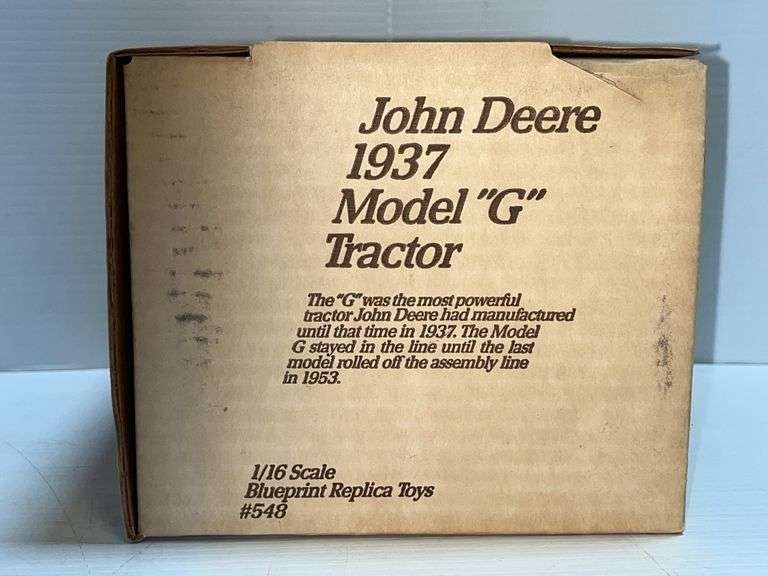 John Deere
1937
Model "G"
Tractor
The "G" was the most powerful
tractor John Deere had manufactured
until that time in 1937. The Model
G stayed in the line until the last
model rolled off the assembly line
in 1953.
1/16 Scale
Blueprint Replica Toys
#548